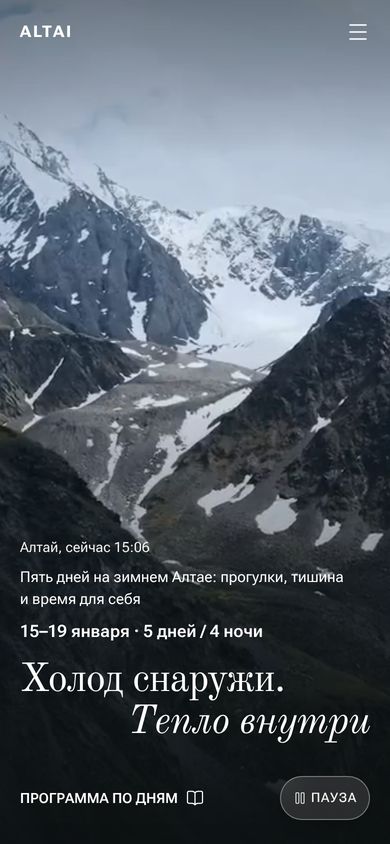 ALTAI
Алтай, сейчас 15:06
Пять дней на зимнем Алтае: прогулки, тишина
и время для себя
15–19 января · 5 дней / 4 ночи
Холод снаружи.
Тепло внутри
ПРОГРАММА ПО ДНЯМ
ПАУЗА